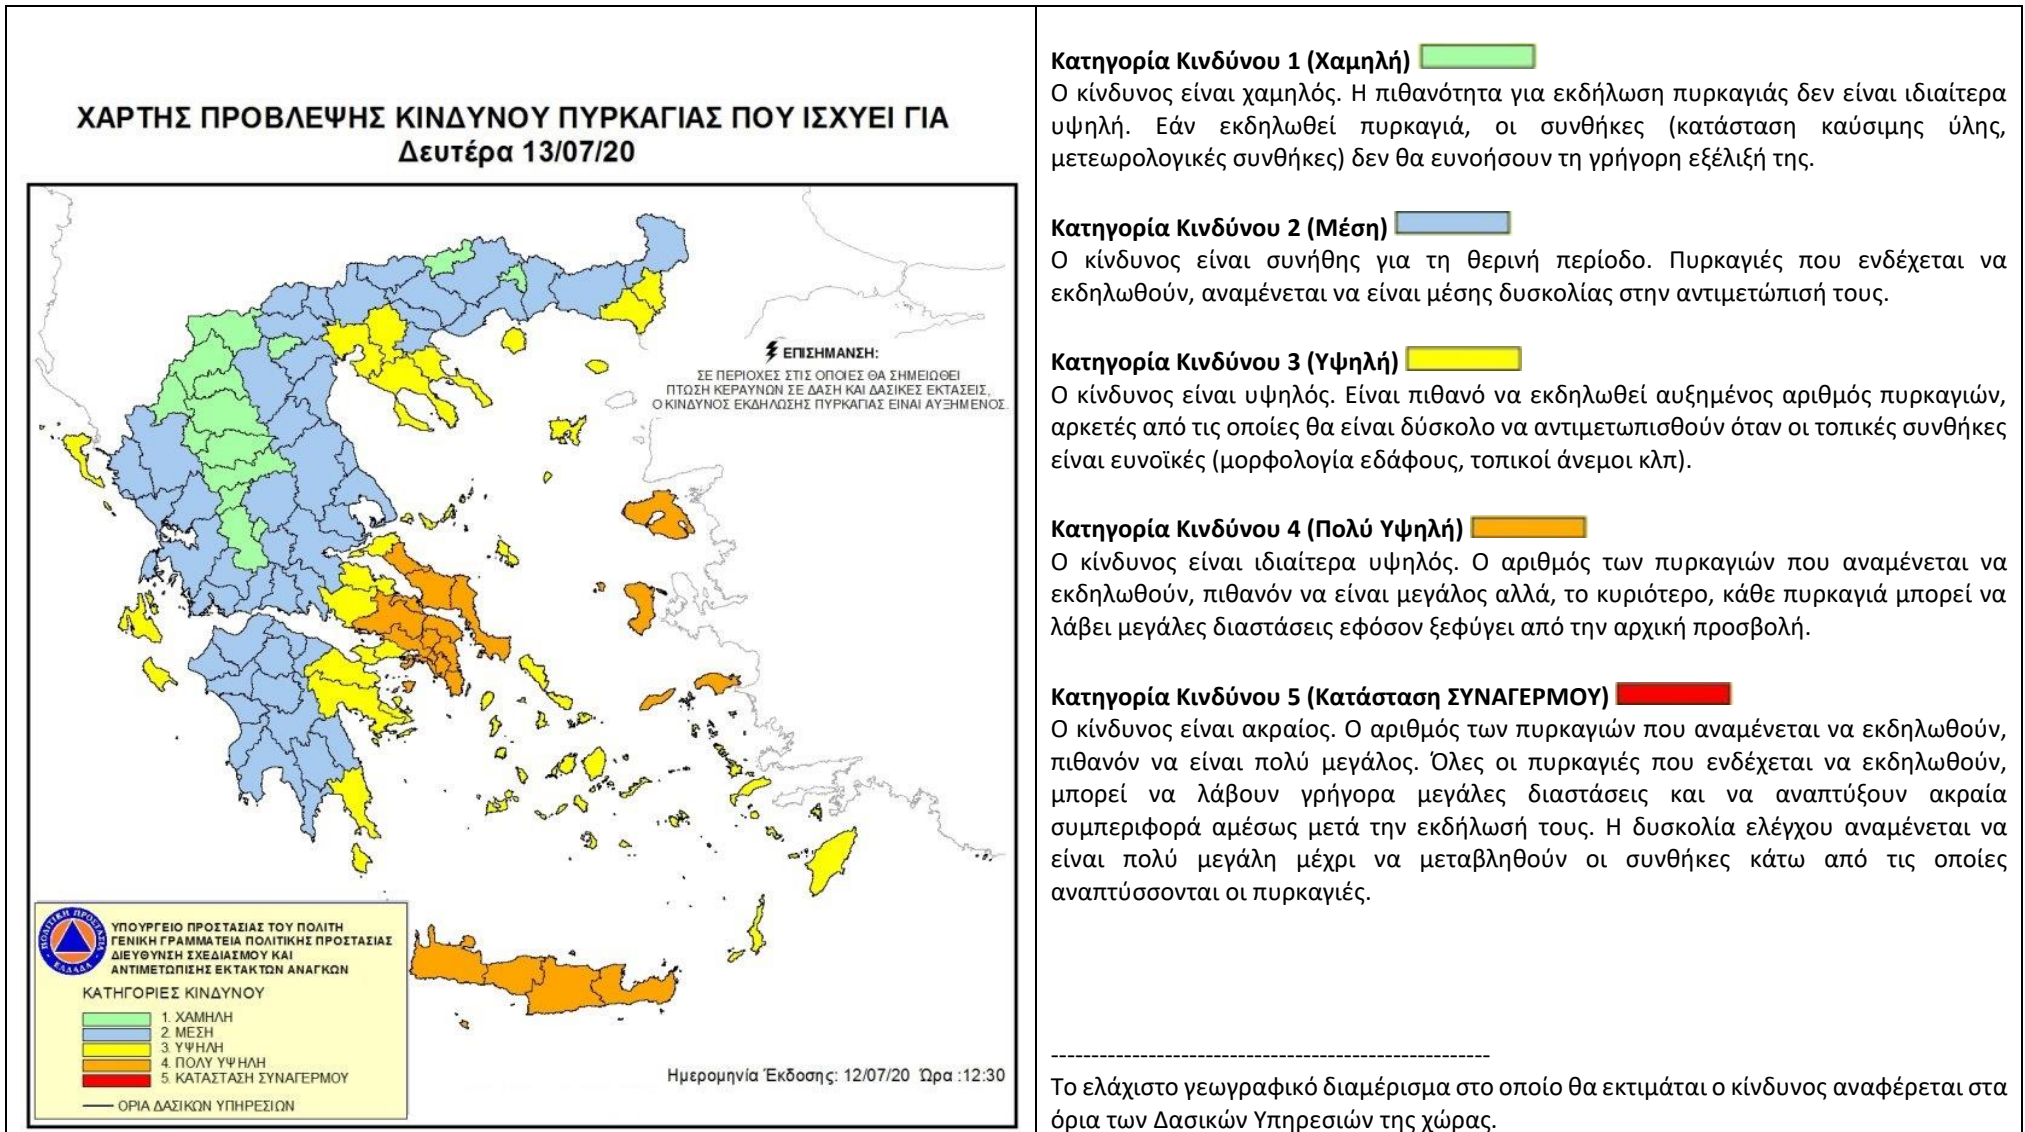 ΧΑΡΤΗΣ ΠΡΟΒΛΕΨΗΣ ΚΙΝΔΥΝΟΥ ΠΥΡΚΑΓΙΑΣ ΠΟΥ ΙΣΧΥΕΙ ΓΙΑ
Δευτέρα 13/07/20
ΕΠΙΣΗΜΑΝΣΗ:
ΣΕ ΠΕΡΙΟΧΕΣ ΣΤΙΣ ΟΠΟΙΕΣ ΘΑ ΣΗΜΕΙΩΘΕΙ
ΠΤΩΣΗ ΚΕΡΑΥΝΩΝ ΣΕ ΔΑΣΗ ΚΑΙ ΔΑΣΙΚΕΣ ΕΚΤΑΣΕΙΣ,
Ο ΚΙΝΔΥΝΟΣ ΕΚΔΗΛΩΣΗΣ ΠΥΡΚΑΓΙΑΣ ΕΙΝΑΙ ΑΥΞΗΜΕΝΟΣ.
ΠΟΛΙΤΙΚΗ ΠΡΟΣΤΑΣΙΑ
ΕΛΛΑΔΑ
ΥΠΟΥΡΓΕΙΟ ΠΡΟΣΤΑΣΙΑΣ ΤΟΥ ΠΟΛΙΤΗ
ΓΕΝΙΚΗ ΓΡΑΜΜΑΤΕΙΑ ΠΟΛΙΤΙΚΗΣ ΠΡΟΣΤΑΣΙΑΣ
ΔΙΕΥΘΥΝΣΗ ΣΧΕΔΙΑΣΜΟΥ ΚΑΙ
ΑΝΤΙΜΕΤΩΠΙΣΗΣ ΕΚΤΑΚΤΩΝ ΑΝΑΓΚΩΝ
ΚΑΤΗΓΟΡΙΕΣ ΚΙΝΔΥΝΟΥ
1. ΧΑΜΗΛΗ
2. ΜΕΣΗ
3. ΥΨΗΛΗ
4. ΠΟΛΥ ΥΨΗΛΗ
5. ΚΑΤΑΣΤΑΣΗ ΣΥΝΑΓΕΡΜΟΥ
ΟΡΙΑ ΔΑΣΙΚΩΝ ΥΠΗΡΕΣΙΩΝ
Ημερομηνία Έκδοσης: 12/07/20 Ώρα :12:30
Κατηγορία Κινδύνου 1 (Χαμηλή)
Ο κίνδυνος είναι χαμηλός. Η πιθανότητα για εκδήλωση πυρκαγιάς δεν είναι ιδιαίτερα
υψηλή. Εάν εκδηλωθεί πυρκαγιά, οι συνθήκες (κατάσταση καύσιμης ύλης,
μετεωρολογικές συνθήκες) δεν θα ευνοήσουν τη γρήγορη εξέλιξή της.
Κατηγορία Κινδύνου 2 (Μέση)
Ο κίνδυνος είναι συνήθης για τη θερινή περίοδο. Πυρκαγιές που ενδέχεται να
εκδηλωθούν, αναμένεται να είναι μέσης δυσκολίας στην αντιμετώπισή τους.
Κατηγορία Κινδύνου 3 (Υψηλή)
Ο κίνδυνος είναι υψηλός. Είναι πιθανό να εκδηλωθεί αυξημένος αριθμός πυρκαγιών,
αρκετές από τις οποίες θα είναι δύσκολο να αντιμετωπισθούν όταν οι τοπικές συνθήκες
είναι ευνοϊκές (μορφολογία εδάφους, τοπικοί άνεμοι κλπ).
Κατηγορία Κινδύνου 4 (Πολύ Υψηλή)
Ο κίνδυνος είναι ιδιαίτερα υψηλός. Ο αριθμός των πυρκαγιών που αναμένεται να
εκδηλωθούν, πιθανόν να είναι μεγάλος αλλά, το κυριότερο, κάθε πυρκαγιά μπορεί να
λάβει μεγάλες διαστάσεις εφόσον ξεφύγει από την αρχική προσβολή.
Κατηγορία Κινδύνου 5 (Κατάσταση ΣΥΝΑΓΕΡΜΟΥ)
Ο κίνδυνος είναι ακραίος. Ο αριθμός των πυρκαγιών που αναμένεται να εκδηλωθούν,
πιθανόν να είναι πολύ μεγάλος. Όλες οι πυρκαγιές που ενδέχεται να εκδηλωθούν,
μπορεί να λάβουν γρήγορα μεγάλες διαστάσεις και να αναπτύξουν ακραία
συμπεριφορά αμέσως μετά την εκδήλωσή τους. Η δυσκολία ελέγχου αναμένεται να
είναι πολύ μεγάλη μέχρι να μεταβληθούν οι συνθήκες κάτω από τις οποίες
αναπτύσσονται οι πυρκαγιές.
-----------------------------------------------------
Το ελάχιστο γεωγραφικό διαμέρισμα στο οποίο θα εκτιμάται ο κίνδυνος αναφέρεται στα
όρια των Δασικών Υπηρεσιών της χώρας.